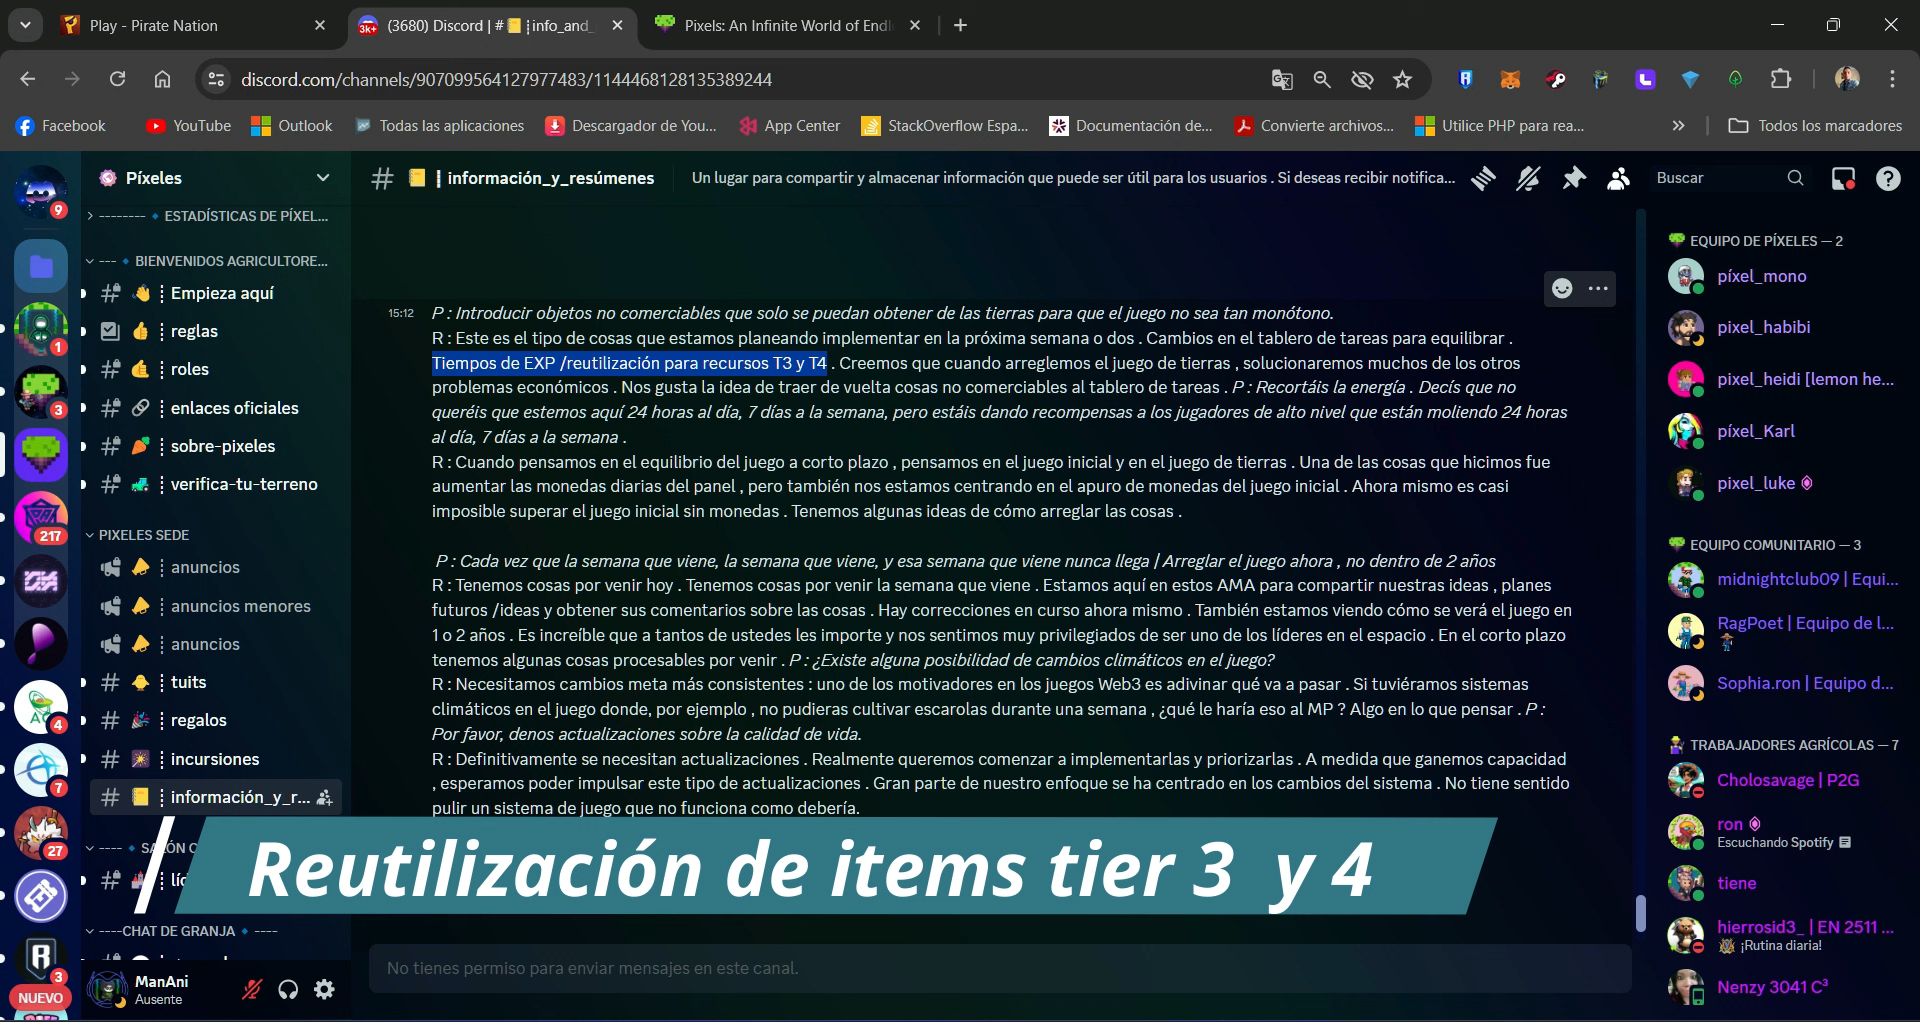 Play - Pirate Nation
(3680) Discord | # info_and_
Pixels: An Infinite World of Endl
discord.com/channels/907099564127977483/1144468128135389244
Facebook
YouTube
Outlook
Todas las aplicaciones
Descargador de You...
App Center
StackOverflow Espa...
Documentación de...
Convierte archivos...
Utilice PHP para rea...
Todos los marcadores
Píxeles
información_y_resúmenes
Un lugar para compartir y almacenar información que puede ser útil para los usuarios . Si deseas recibir notifica...
Buscar
-------- ESTADÍSTICAS DE PÍXEL...
--- BIENVENIDOS AGRICULTORE...
Empieza aquí
reglas
roles
enlaces oficiales
sobre-pixeles
verifica-tu-terreno
PIXELES SEDE
anuncios
anuncios menores
anuncios
tuits
regalos
incursiones
información_y_r...
---- SALÓN C
líd
----CHAT DE GRANJA ----
ManAni
Ausente
9
1
3
217
4
7
27
3
NUEVO
15:12
P : Introducir objetos no comerciables que solo se puedan obtener de las tierras para que el juego no sea tan monótono.
R : Este es el tipo de cosas que estamos planeando implementar en la próxima semana o dos . Cambios en el tablero de tareas para equilibrar .
Tiempos de EXP /reutilización para recursos T3 y T4 . Creemos que cuando arreglemos el juego de tierras , solucionaremos muchos de los otros
problemas económicos . Nos gusta la idea de traer de vuelta cosas no comerciables al tablero de tareas . P : Recortáis la energía . Decís que no
queréis que estemos aquí 24 horas al día, 7 días a la semana, pero estáis dando recompensas a los jugadores de alto nivel que están moliendo 24 horas
al día, 7 días a la semana .
R : Cuando pensamos en el equilibrio del juego a corto plazo , pensamos en el juego inicial y en el juego de tierras . Una de las cosas que hicimos fue
aumentar las monedas diarias del panel , pero también nos estamos centrando en el apuro de monedas del juego inicial . Ahora mismo es casi
imposible superar el juego inicial sin monedas . Tenemos algunas ideas de cómo arreglar las cosas .
P : Cada vez que la semana que viene, la semana que viene, y esa semana que viene nunca llega | Arreglar el juego ahora , no dentro de 2 años
R : Tenemos cosas por venir hoy . Tenemos cosas por venir la semana que viene . Estamos aquí en estos AMA para compartir nuestras ideas , planes
futuros /ideas y obtener sus comentarios sobre las cosas . Hay correcciones en curso ahora mismo . También estamos viendo cómo se verá el juego en
1 o 2 años . Es increíble que a tantos de ustedes les importe y nos sentimos muy privilegiados de ser uno de los líderes en el espacio . En el corto plazo
tenemos algunas cosas procesables por venir . P : ¿Existe alguna posibilidad de cambios climáticos en el juego?
R : Necesitamos cambios meta más consistentes : uno de los motivadores en los juegos Web3 es adivinar qué va a pasar . Si tuviéramos sistemas
climáticos en el juego donde, por ejemplo , no pudieras cultivar escarolas durante una semana , ¿qué le haría eso al MP ? Algo en lo que pensar . P :
Por favor, denos actualizaciones sobre la calidad de vida.
R : Definitivamente se necesitan actualizaciones . Realmente queremos comenzar a implementarlas y priorizarlas . A medida que ganemos capacidad
, esperamos poder impulsar este tipo de actualizaciones . Gran parte de nuestro enfoque se ha centrado en los cambios del sistema . No tiene sentido
pulir un sistema de juego que no funciona como debería.
Reutilización de items tier 3 y 4
No tienes permiso para enviar mensajes en este canal.
EQUIPO DE PÍXELES — 2
píxel_mono
pixel_habibi
pixel_heidi [lemon he...
píxel_Karl
pixel_luke
EQUIPO COMUNITARIO — 3
midnightclub09 | Equi...
RagPoet | Equipo de l...
Sophia.ron | Equipo d...
TRABAJADORES AGRÍCOLAS — 7
Cholosavage | P2G
ron
Escuchando Spotify
tiene
hierrosid3_ | EN 2511 ...
¡Rutina diaria!
Nenzy 3041 C³